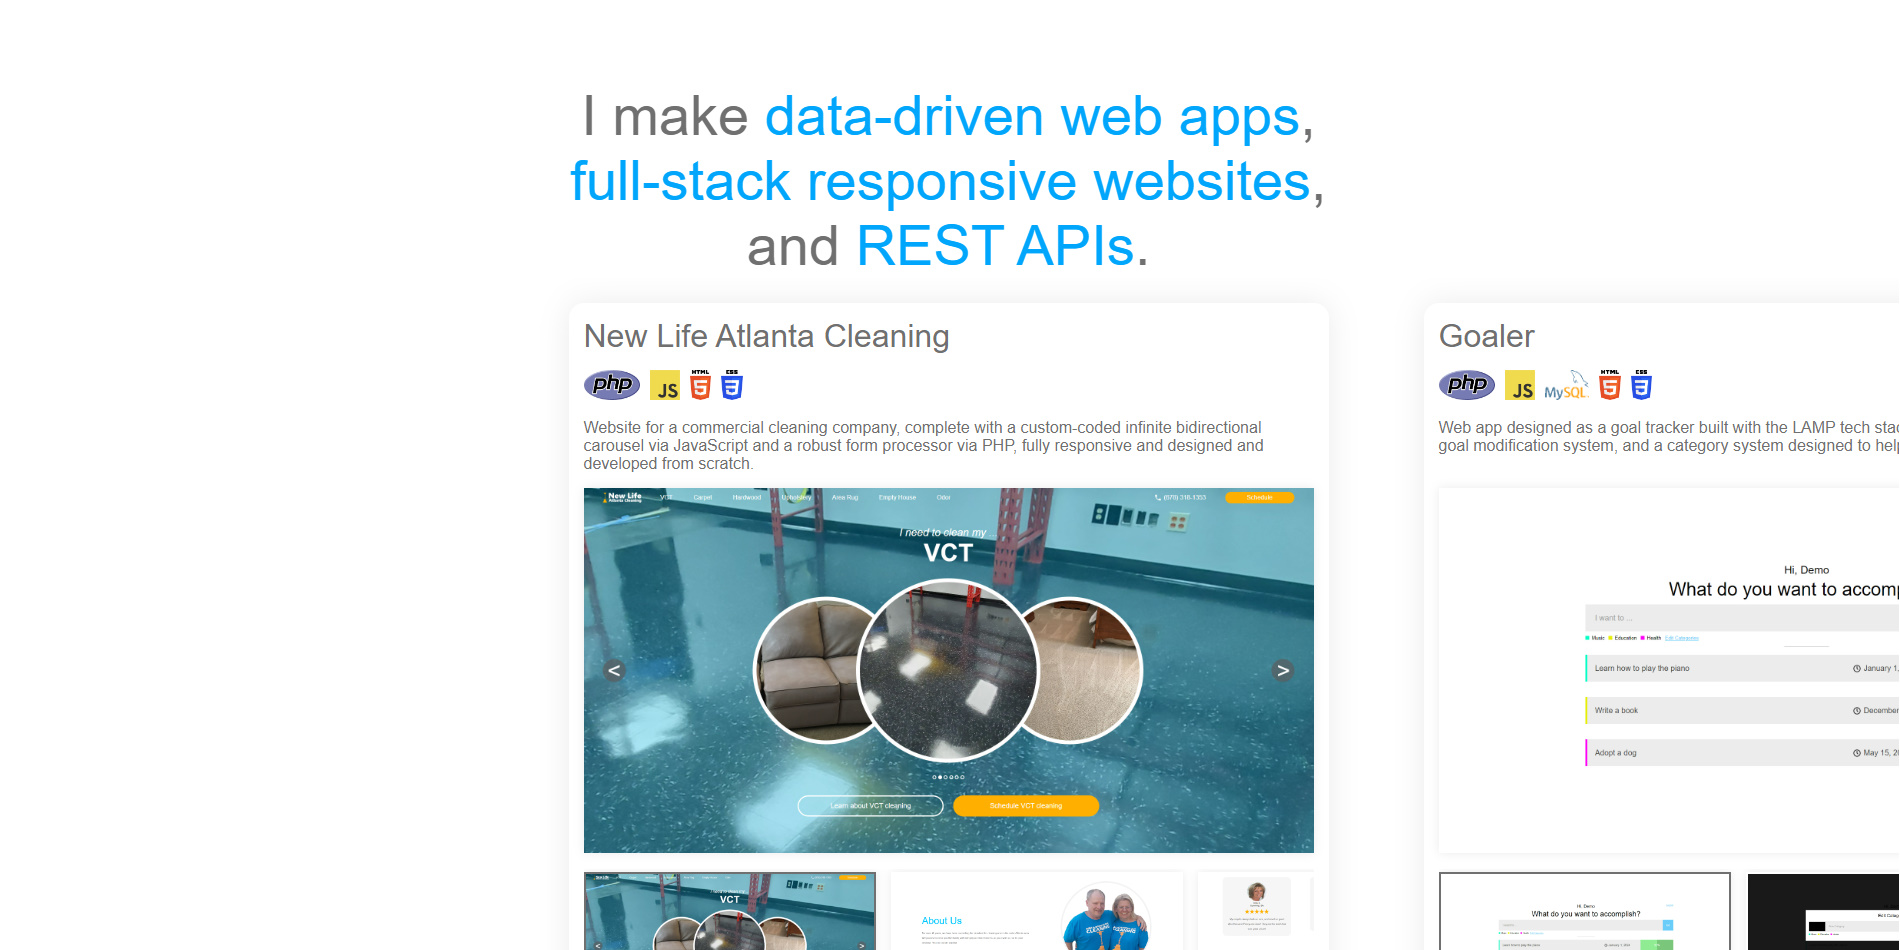 I make data-driven web apps,
full-stack responsive websites,
and REST APIs.
New Life Atlanta Cleaning
php JS HTML CSS
Website for a commercial cleaning company, complete with a custom-coded infinite bidirectional
carousel via JavaScript and a robust form processor via PHP, fully responsive and designed and
developed from scratch.
New Life
Atlanta Cleaning
VCT Carpet Hardwood Upholstery Area Rug Empty House Odor
Schedule
I need to clean my ...
VCT
< >
Learn about VCT cleaning Schedule VCT cleaning
VCT
About Us
Goaler
php JS MySQL HTML CSS
Web app designed as a goal tracker built with the LAMP tech
goal modification system, and a category system designed to
Hi, Demo
What do you want to
I want to ...
Music Education Health Edit Categories
Learn how to play the piano January 1,
Write a book December
Adopt a dog May 15,
Hi, Demo
What do you want to accomplish?